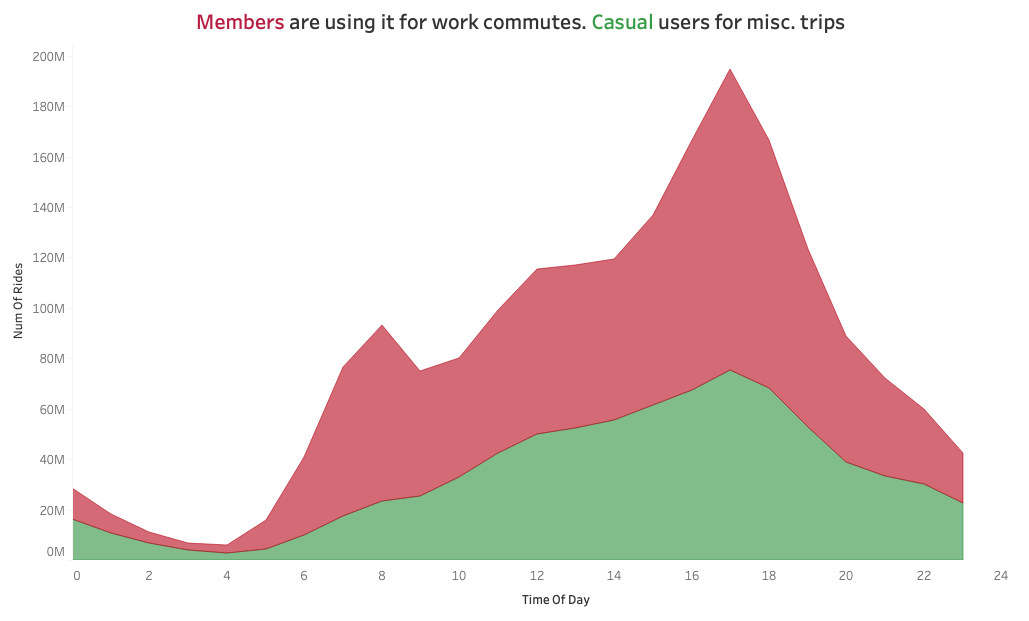 Members are using it for work commutes. Casual users for misc. trips
200M
180M
160M
140M
120M
100M
80M
60M
40M
20M
0M
Num Of Rides
0 2 4 6 8 10 12 14 16 18 20 22 24
Time Of Day